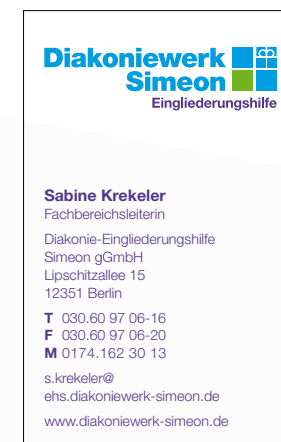 Diakoniewerk
Simeon
Eingliederungshilfe
Sabine Krekeler
Fachbereichsleiterin
Diakonie-Eingliederungshilfe
Simeon gGmbH
Lipschitzallee 15
12351 Berlin
T 030.60 97 06-16
F 030.60 97 06-20
M 0174.162 30 13
s.krekeler@
ehs.diakoniewerk-simeon.de
www.diakoniewerk-simeon.de